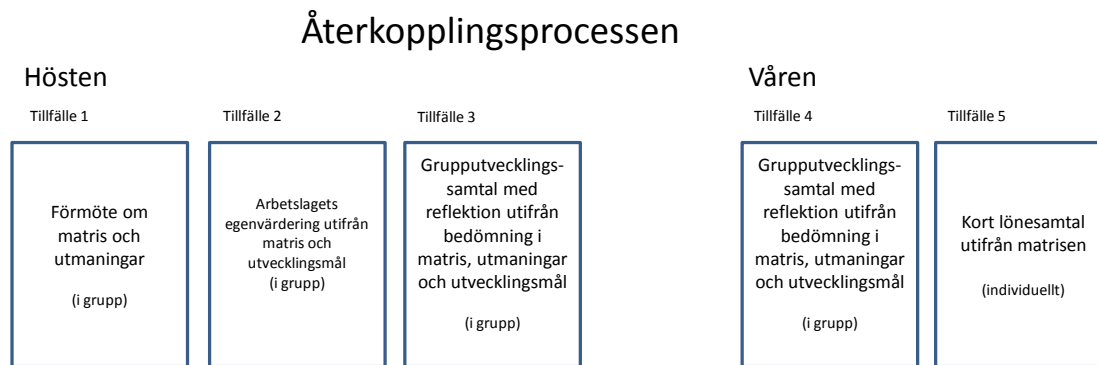 Återkopplingsprocessen
Hösten
Tillfälle 1
Förmöte om
matris och
utmaningar
(i grupp)
Tillfälle 2
Arbetslagets
egenvärdering utifrån
matris och
utvecklingsmål
(i grupp)
Tillfälle 3
Grupputvecklings-
samtal med
reflektion utifrån
bedömning i
matris, utmaningar
och utvecklingsmål
(i grupp)
Våren
Tillfälle 4
Grupputvecklings-
samtal med
reflektion utifrån
bedömning i
matris, utmaningar
och utvecklingsmål
(i grupp)
Tillfälle 5
Kort lönesamtal
utifrån matrisen
(individuellt)